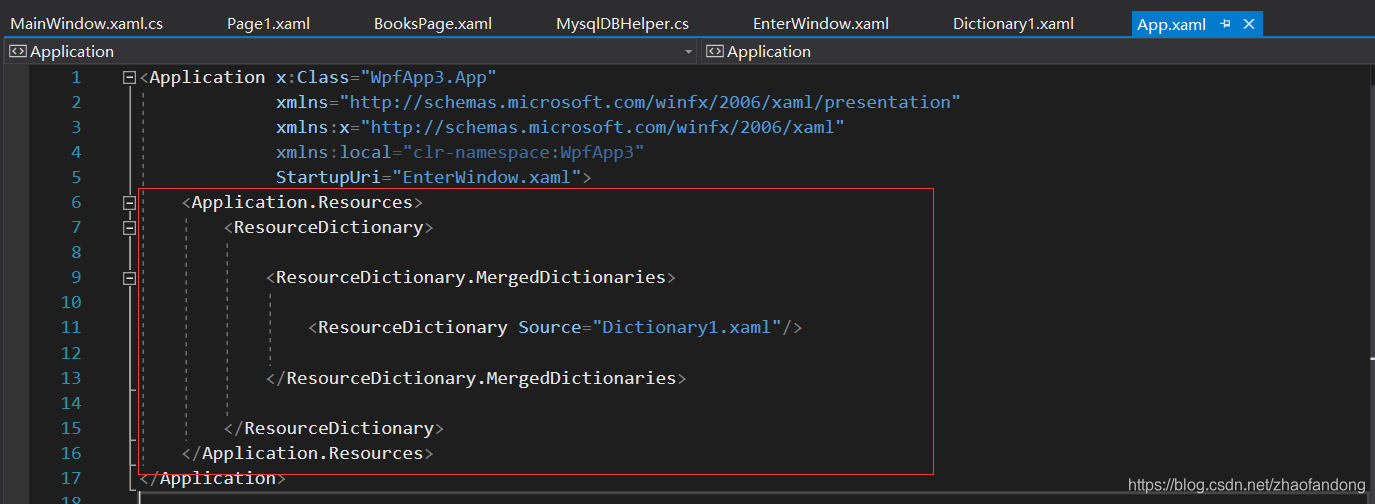 MainWindow.xaml.cs Page1.xaml BooksPage.xaml MysqlDBHelper.cs EnterWindow.xaml Dictionary1.xaml App.xaml
Application Application
1 <Application x:Class="WpfApp3.App"
2 xmlns="http://schemas.microsoft.com/winfx/2006/xaml/presentation"
3 xmlns:x="http://schemas.microsoft.com/winfx/2006/xaml"
4 xmlns:local="clr-namespace:WpfApp3"
5 StartupUri="EnterWindow.xaml">
6 <Application.Resources>
7 <ResourceDictionary>
8
9 <ResourceDictionary.MergedDictionaries>
10
11 <ResourceDictionary Source="Dictionary1.xaml"/>
12
13 </ResourceDictionary.MergedDictionaries>
14
15 </ResourceDictionary>
16 </Application.Resources>
17 </Application>
18
https://blog.csdn.net/zhaofandong